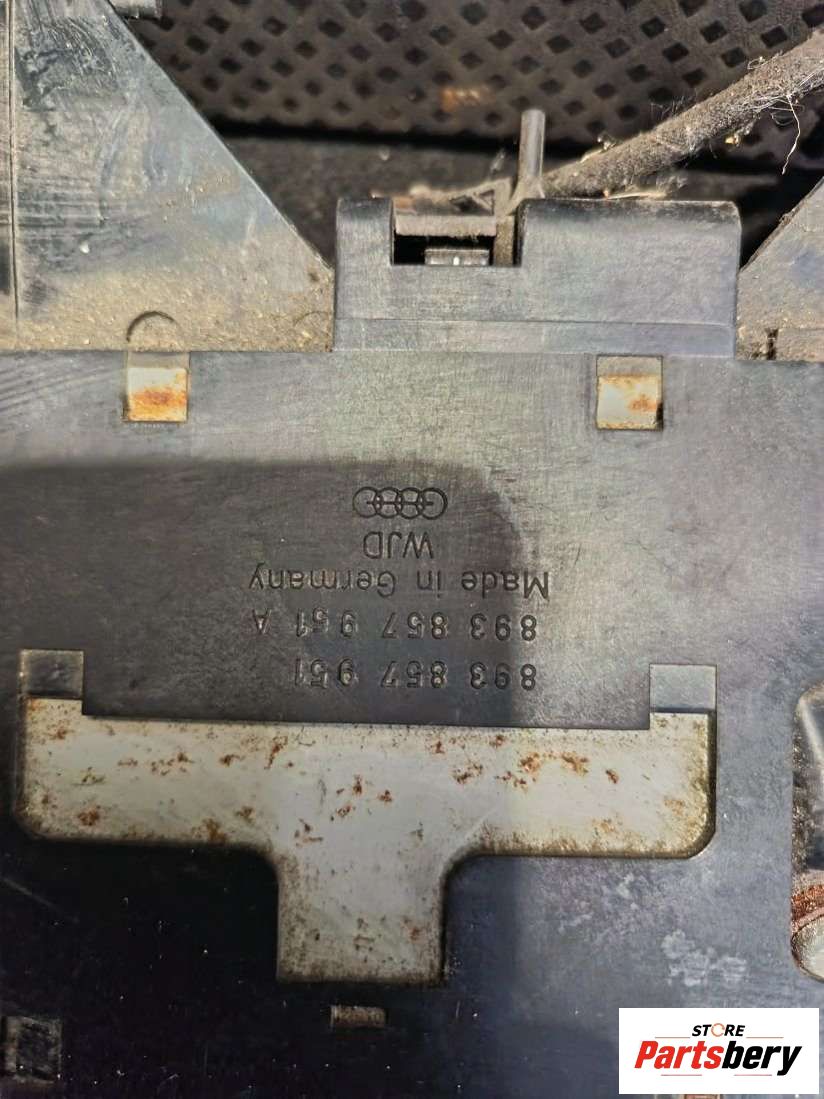 893 857 951
893 857 951 A
Made in Germany
WJD
STORE
Partsbery